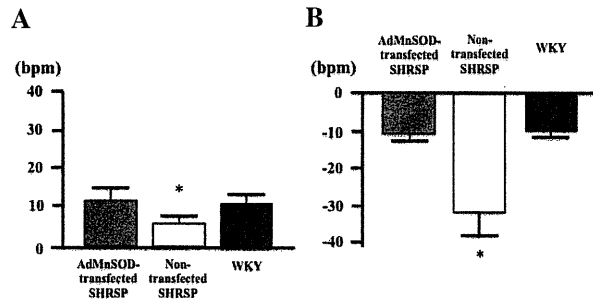 A
(bpm)
40
30
20
10
0
*
AdMnSOD-
transfected
SHRSP
Non-
transfected
SHRSP
WKY
B
AdMnSOD-
transfected
SHRSP
Non-
transfected
SHRSP
WKY
(bpm)
0
-10
-20
-30
-40
*